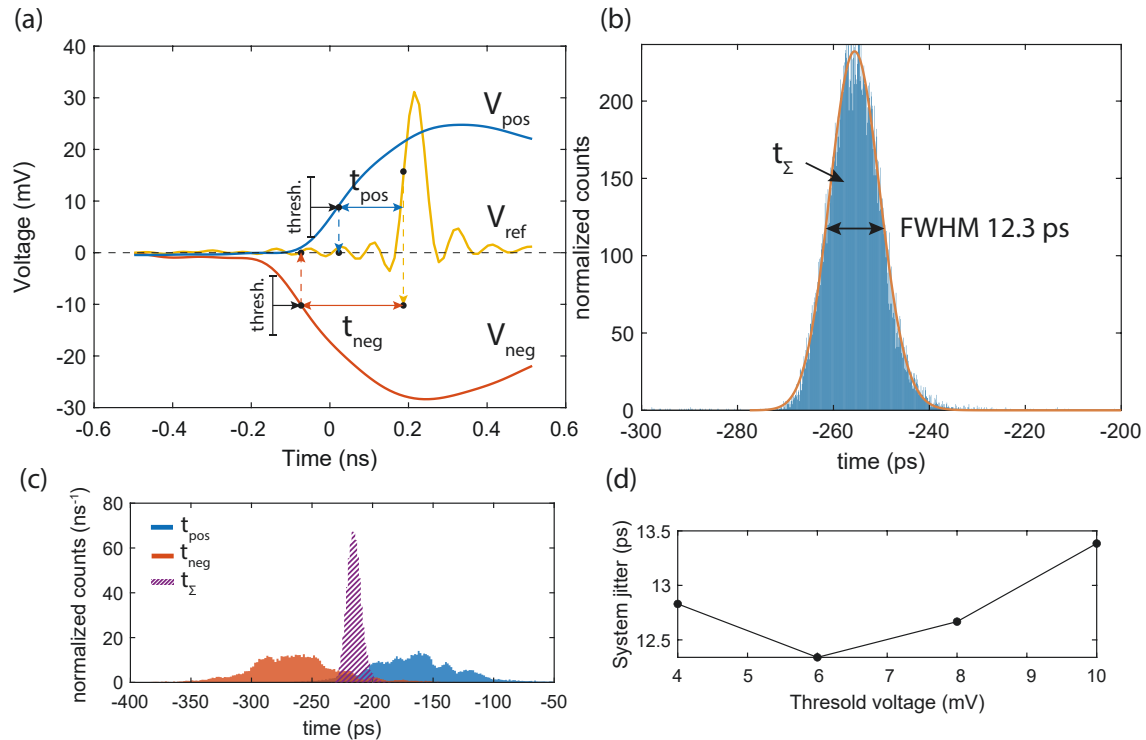 (a)
40
30
20
10
0
-10
-20
-30
Voltage (mV)
-0.6
-0.4
-0.2
0
0.2
0.4
0.6
Time (ns)
V_pos
thresh.
t_pos
V_ref
thresh.
t_neg
V_neg
(b)
200
150
100
50
0
normalized counts
t_Σ
FWHM 12.3 ps
-300
-280
-260
-240
-220
-200
time (ps)
(c)
80
60
40
20
0
normalized counts (ns⁻¹)
t_pos
t_neg
t_Σ
-400
-350
-300
-250
-200
-150
-100
-50
time (ps)
(d)
13.5
13
12.5
System jitter (ps)
4
5
6
7
8
9
10
Thresold voltage (mV)